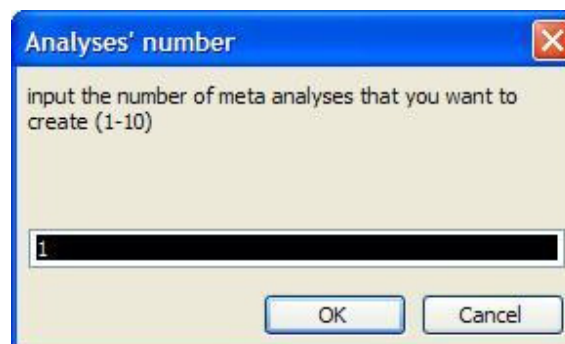 Analyses' number
input the number of meta analyses that you want to
create (1-10)
1
OK Cancel